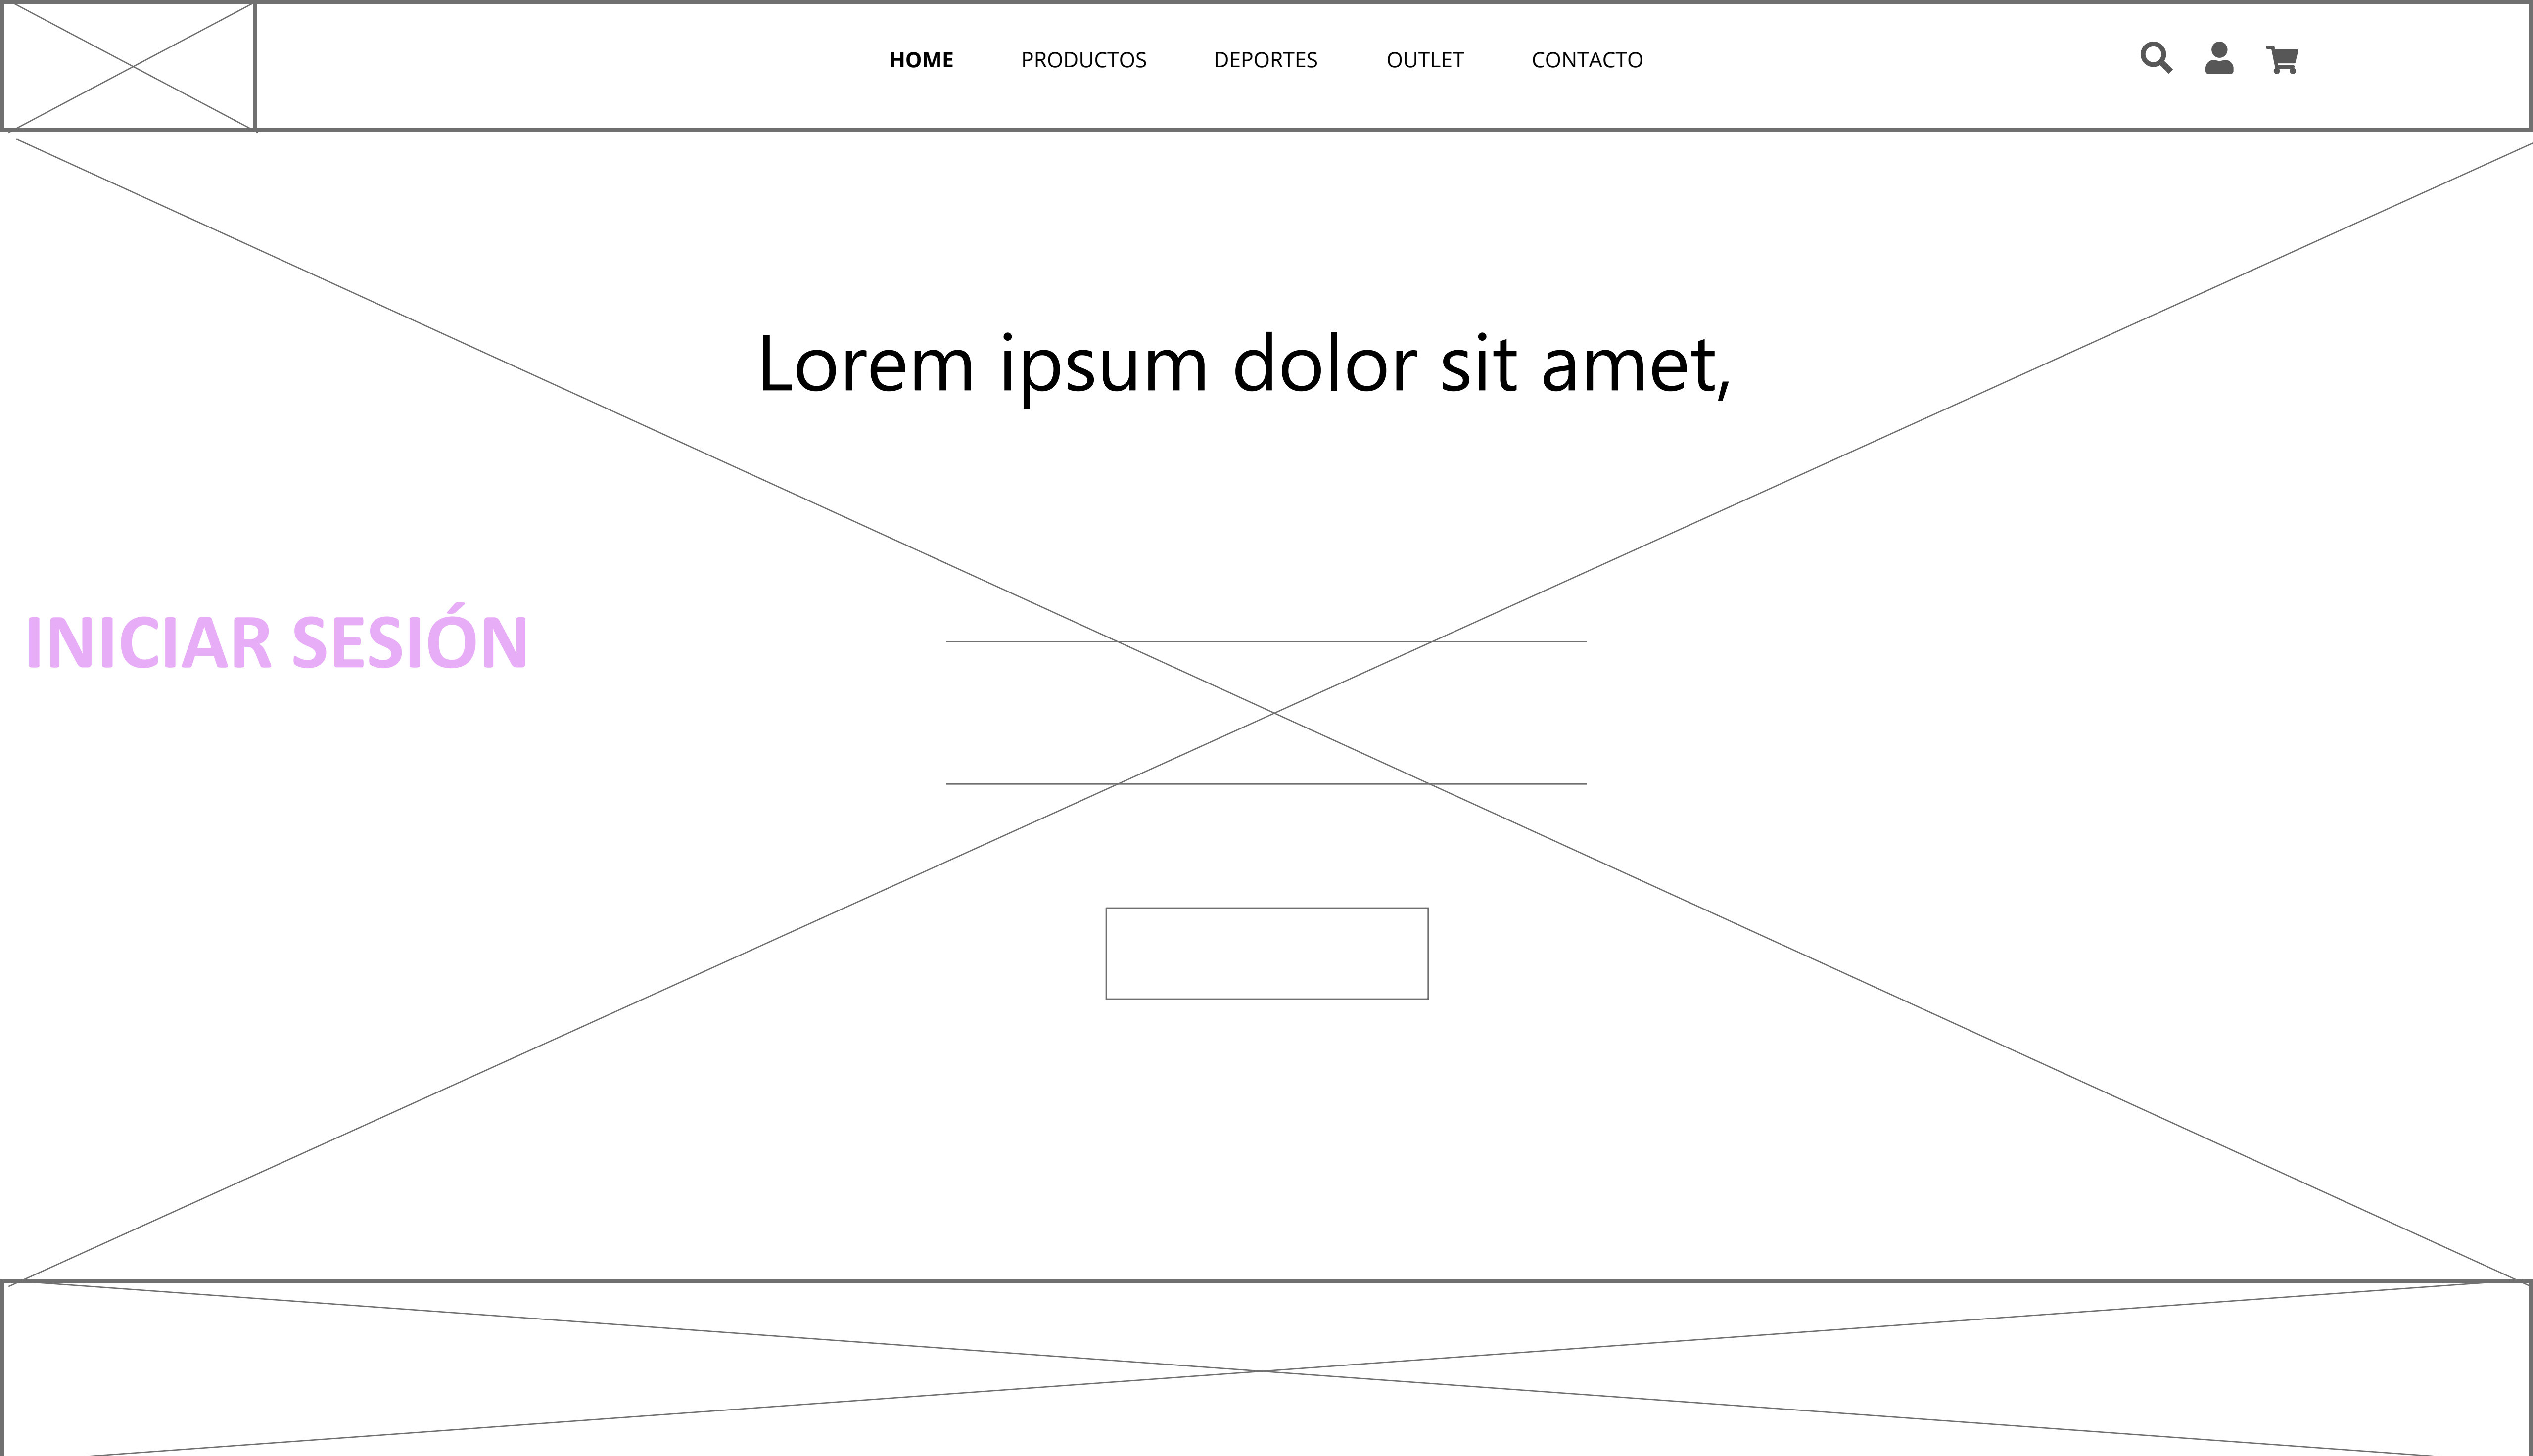 HOME PRODUCTOS DEPORTES OUTLET CONTACTO
Lorem ipsum dolor sit amet,
INICIAR SESIÓN